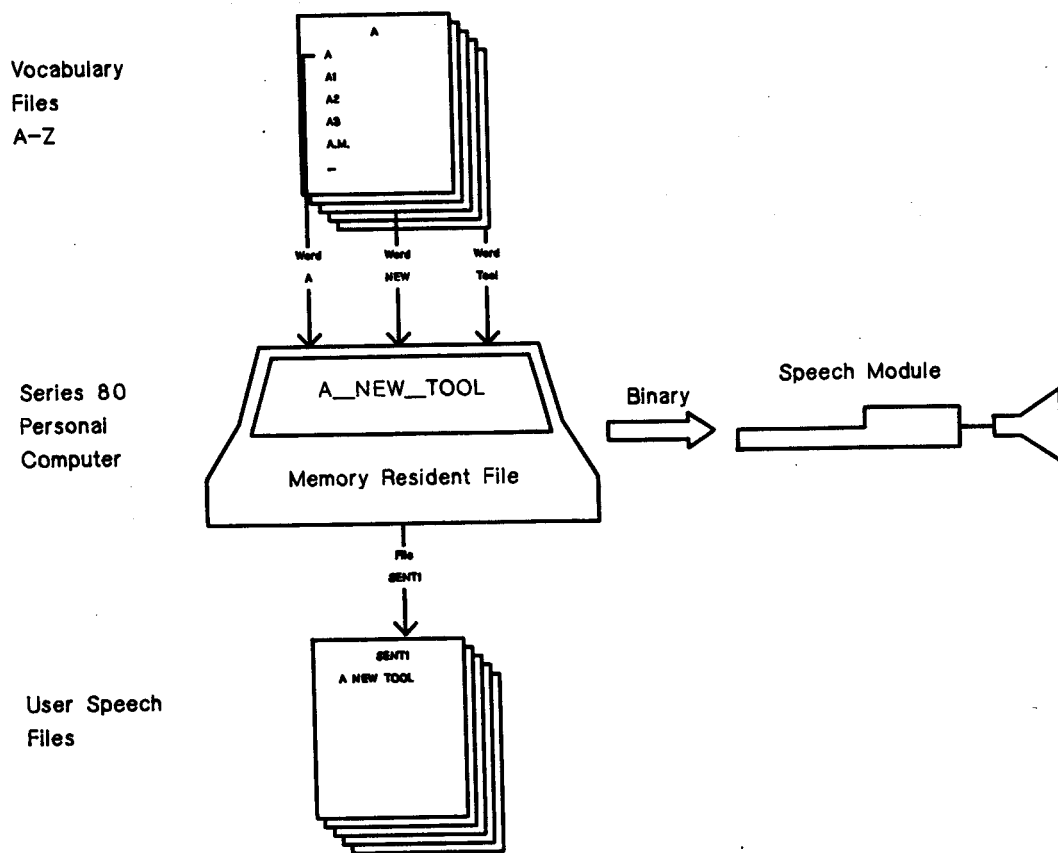 Vocabulary
Files
A-Z
A
A
A1
A2
A3
A.M.
-
Word
A
Word
NEW
Word
Tool
Series 80
Personal
Computer
A__NEW__TOOL
Memory Resident File
Binary
Speech Module
File
SENT1
User Speech
Files
SENT1
A NEW TOOL